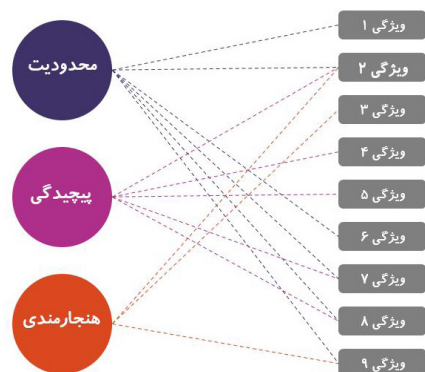 محدودیت
پیچیدگی
هنجارمندی
ویژگی ۱
ویژگی ۲
ویژگی ۳
ویژگی ۴
ویژگی ۵
ویژگی ۶
ویژگی ۷
ویژگی ۸
ویژگی ۹